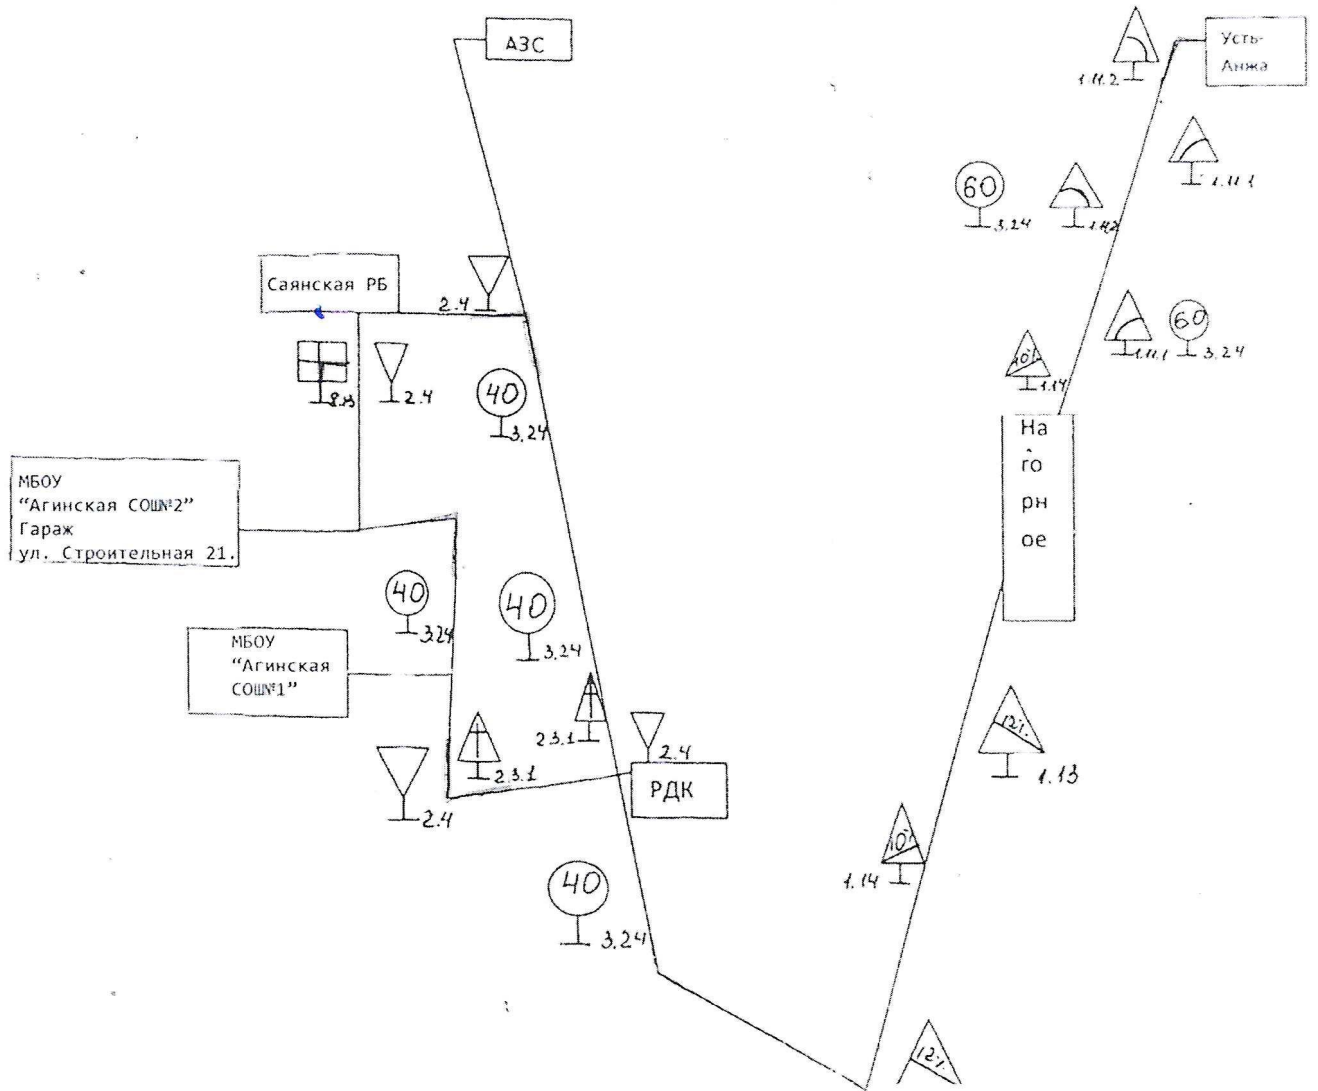 АЗС
Усть-
Анжа
1.11.2
1.11.1
60
3.24
1.11.2
Саянская РБ
2.4
60
1.11.1
3.24
10%
1.14
8.13
2.4
40
3.24
На
го
рн
ое
МБОУ
“Агинская СОШ№2”
Гараж
ул. Строительная 21.
40
3.24
40
3.24
МБОУ
“Агинская
СОШ№1”
2.3.1
2.4
2.3.1
2.4
РДК
12%
1.13
10%
1.14
40
3.24
12%